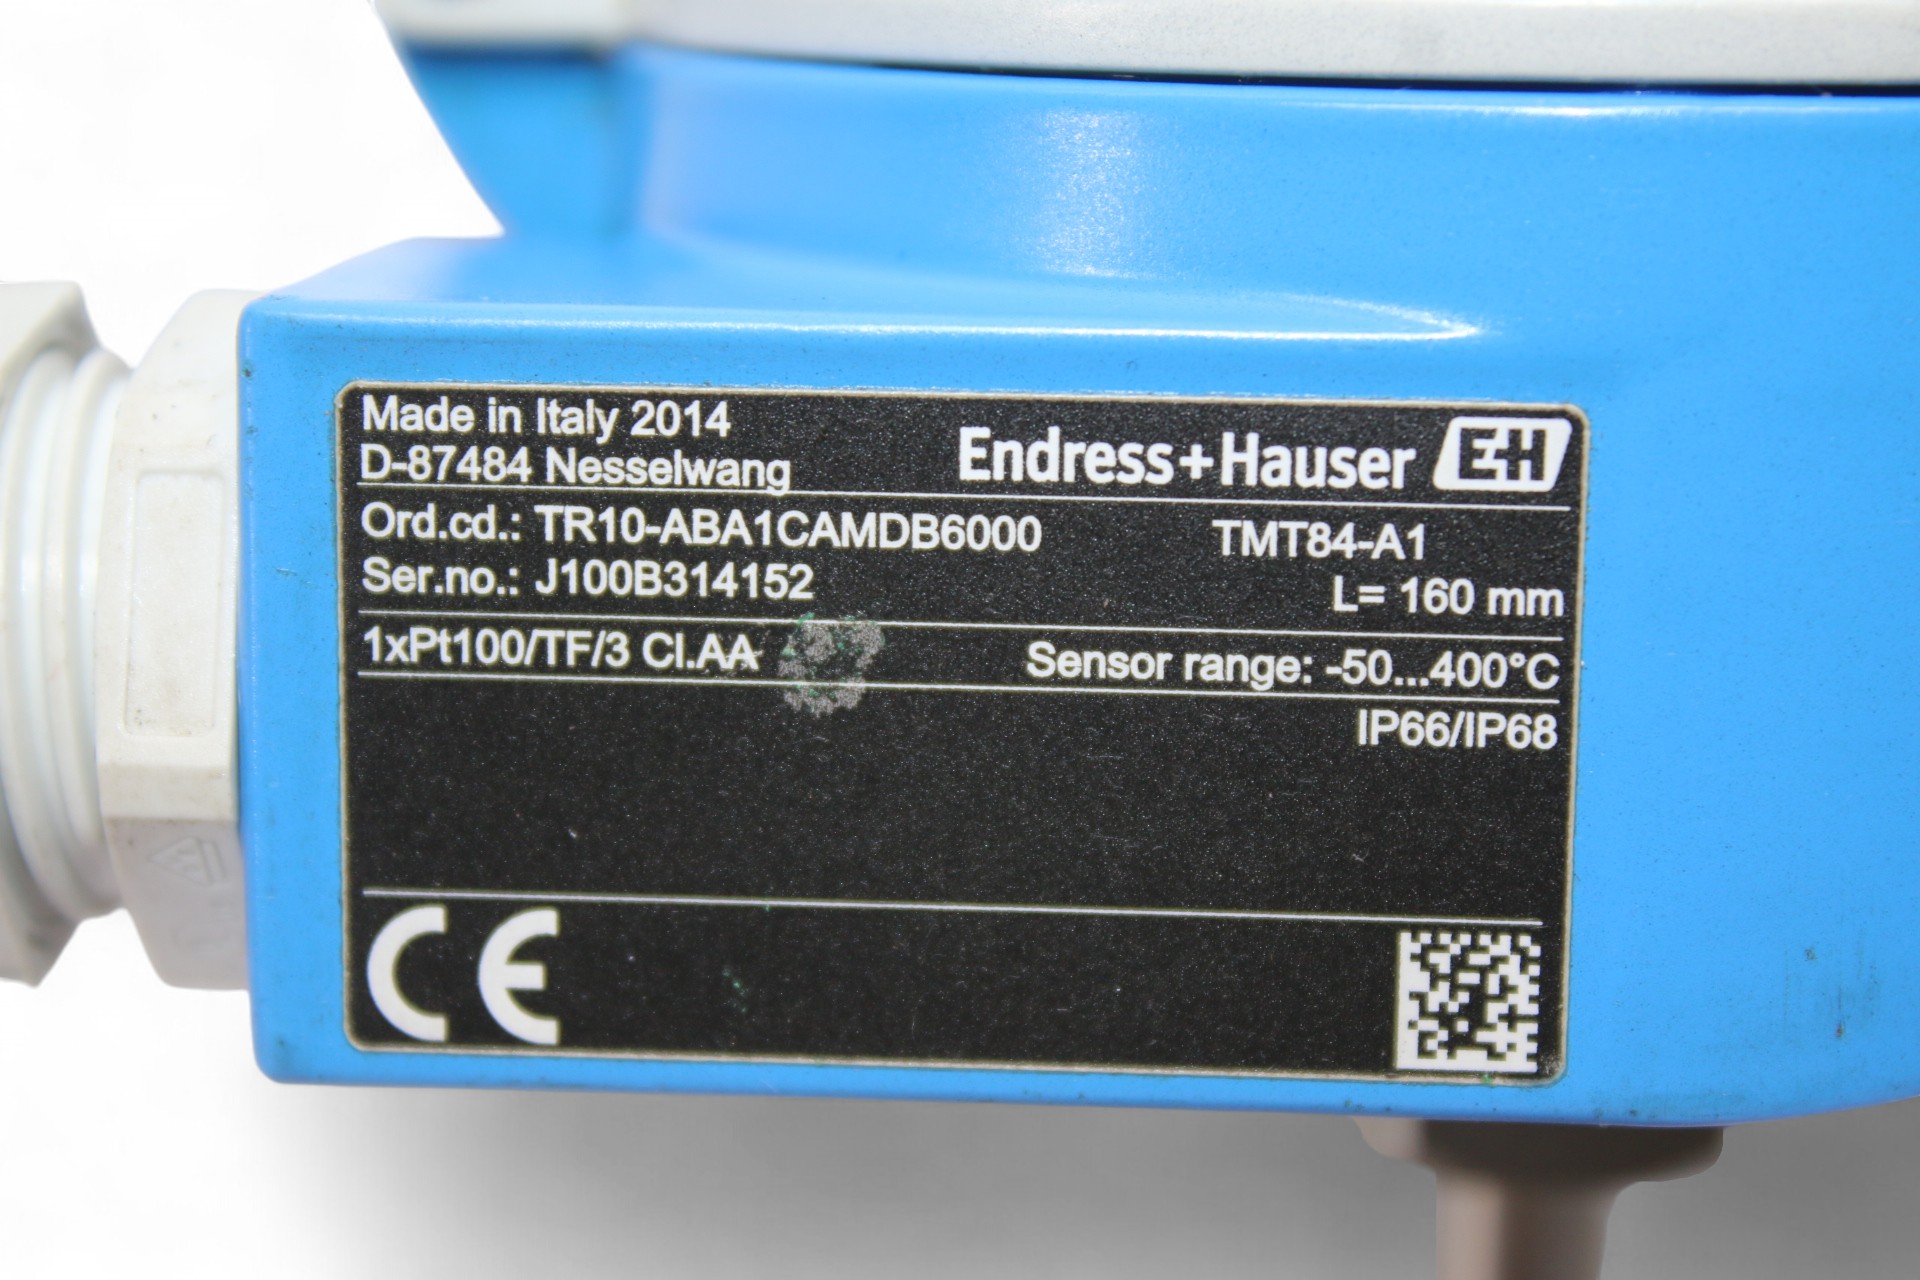 Made in Italy 2014
D-87484 Nesselwang
Endress+Hauser EH
Ord.cd.: TR10-ABA1CAMDB6000 TMT84-A1
Ser.no.: J100B314152 L= 160 mm
1xPt100/TF/3 Cl.AA Sensor range: -50...400°C
IP66/IP68
CE